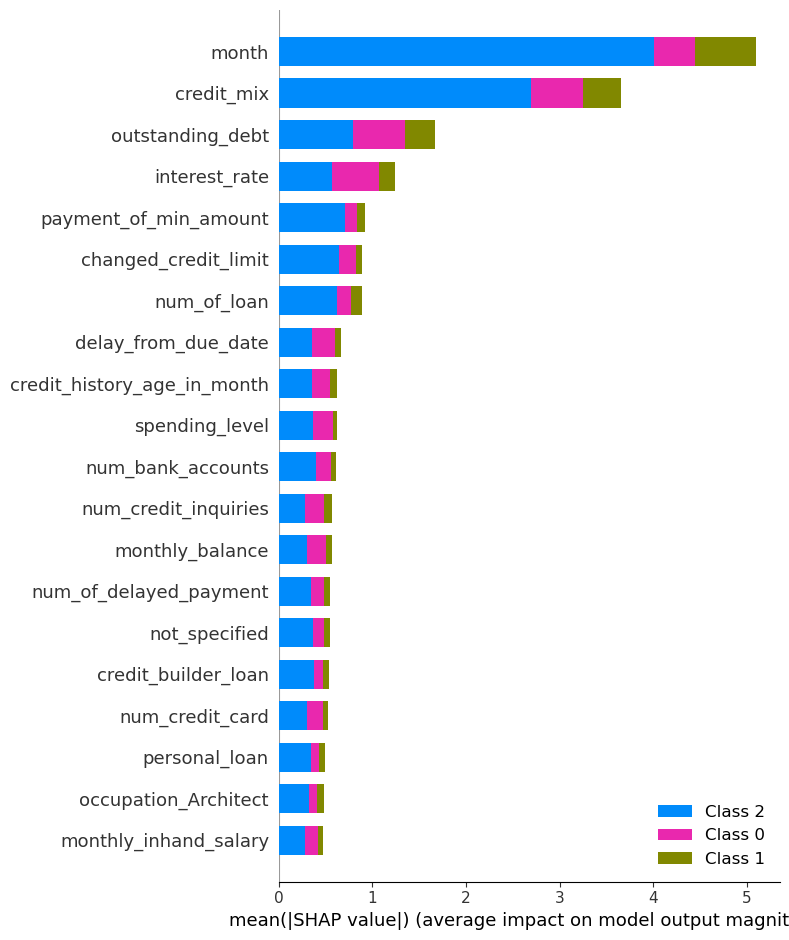 month
credit_mix
outstanding_debt
interest_rate
payment_of_min_amount
changed_credit_limit
num_of_loan
delay_from_due_date
credit_history_age_in_month
spending_level
num_bank_accounts
num_credit_inquiries
monthly_balance
num_of_delayed_payment
not_specified
credit_builder_loan
num_credit_card
personal_loan
occupation_Architect
monthly_inhand_salary
Class 2
Class 0
Class 1
0 1 2 3 4 5
mean(|SHAP value|) (average impact on model output magnit